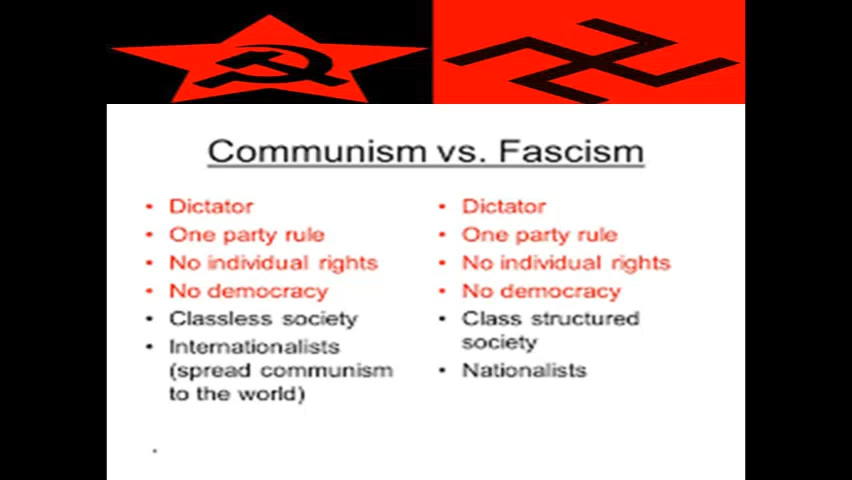 Communism vs. Fascism
• Dictator
• One party rule
• No individual rights
• No democracy
• Classless society
• Internationalists
(spread communism
to the world)
• Dictator
• One party rule
• No individual rights
• No democracy
• Class structured
society
• Nationalists